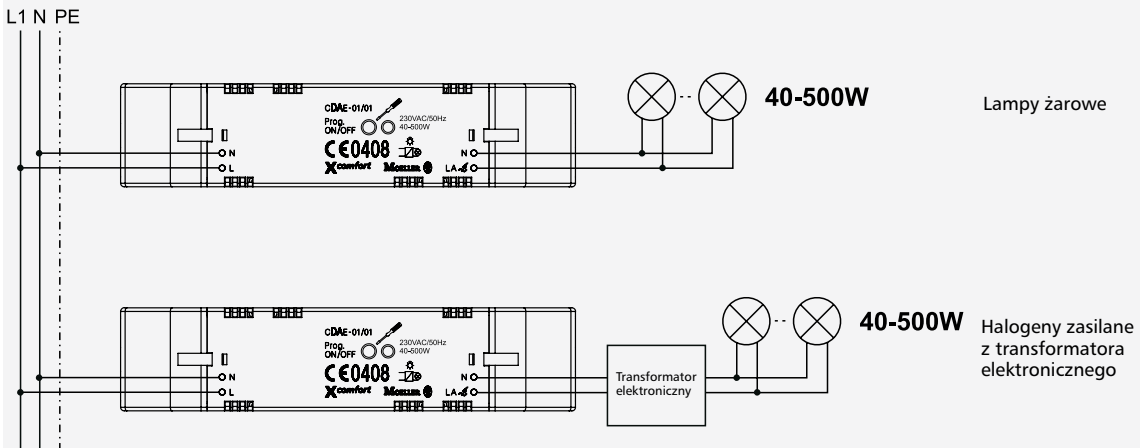 L1 N PE
CDAE-01/01
Prog.
ON/OFF
230VAC/50Hz
40-500W
CE0408
N
L
Xcomfort
MOELLER
N
LA
40-500W
Lampy żarowe
CDAE-01/01
Prog.
ON/OFF
230VAC/50Hz
40-500W
CE0408
N
L
Xcomfort
MOELLER
N
LA
Transformator
elektroniczny
40-500W
Halogeny zasilane
z transformatora
elektronicznego